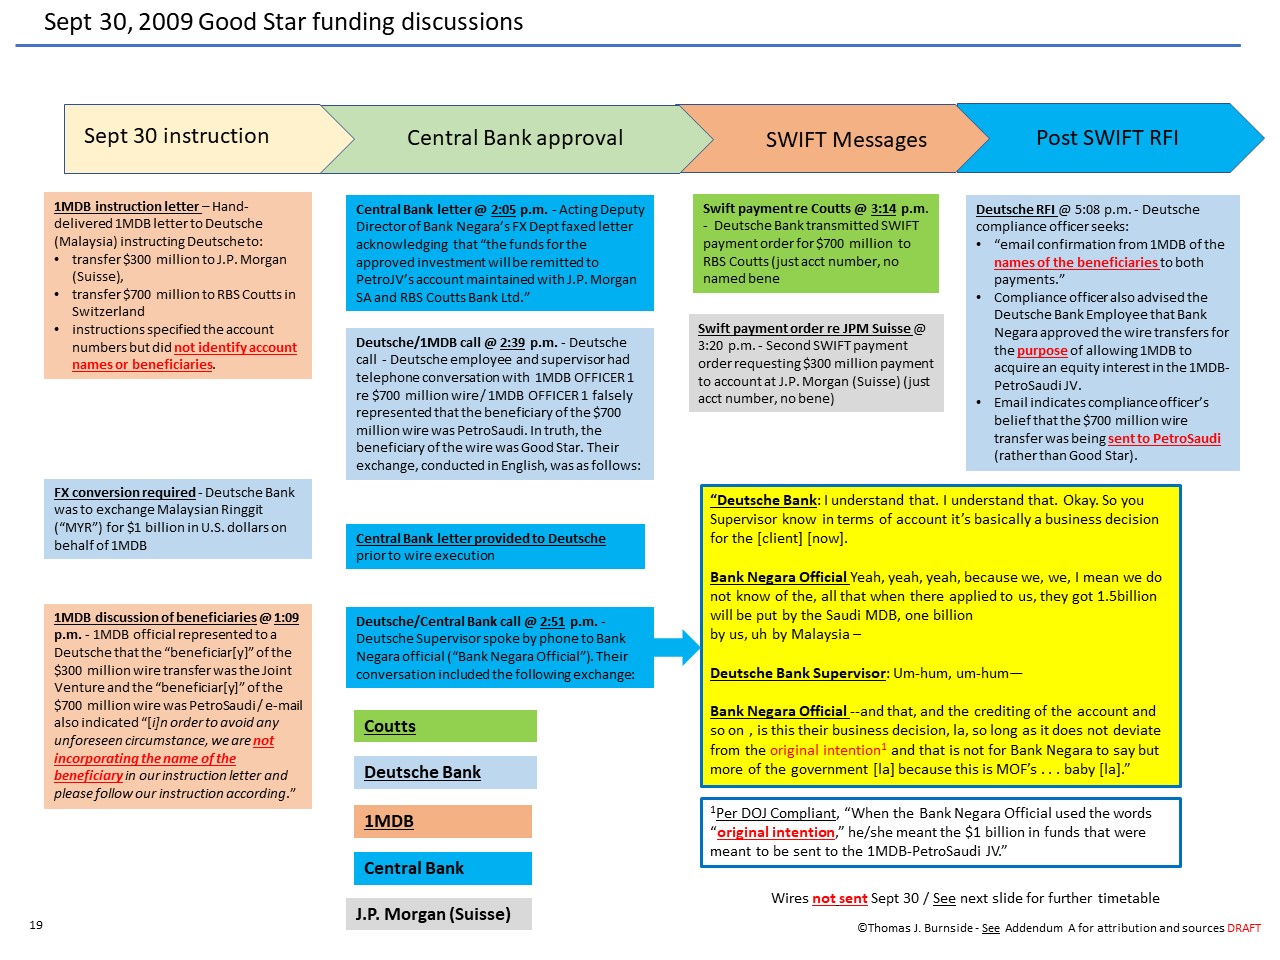 Sept 30, 2009 Good Star funding discussions
Sept 30 instruction
Central Bank approval
SWIFT Messages
Post SWIFT RFI
1MDB instruction letter – Hand-
delivered 1MDB letter to Deutsche
(Malaysia) instructing Deutsche to:
• transfer $300 million to J.P. Morgan
(Suisse),
• transfer $700 million to RBS Coutts in
Switzerland
• instructions specified the account
numbers but did not identify account
names or beneficiaries.
FX conversion required - Deutsche Bank
was to exchange Malaysian Ringgit
(“MYR”) for $1 billion in U.S. dollars on
behalf of 1MDB
1MDB discussion of beneficiaries @ 1:09
p.m. - 1MDB official represented to a
Deutsche that the “beneficiar[y]” of the
$300 million wire transfer was the Joint
Venture and the “beneficiar[y]” of the
$700 million wire was PetroSaudi / e-mail
also indicated “[i]n order to avoid any
unforeseen circumstance, we are not
incorporating the name of the
beneficiary in our instruction letter and
please follow our instruction according.”
Central Bank letter @ 2:05 p.m. - Acting Deputy
Director of Bank Negara’s FX Dept faxed letter
acknowledging that “the funds for the
approved investment will be remitted to
PetroJV’s account maintained with J.P. Morgan
SA and RBS Coutts Bank Ltd.”
Deutsche/1MDB call @ 2:39 p.m. - Deutsche
call - Deutsche employee and supervisor had
telephone conversation with 1MDB OFFICER 1
re $700 million wire/ 1MDB OFFICER 1 falsely
represented that the beneficiary of the $700
million wire was PetroSaudi. In truth, the
beneficiary of the wire was Good Star. Their
exchange, conducted in English, was as follows:
Central Bank letter provided to Deutsche
prior to wire execution
Deutsche/Central Bank call @ 2:51 p.m. -
Deutsche Supervisor spoke by phone to Bank
Negara official (“Bank Negara Official”). Their
conversation included the following exchange:
Coutts
Deutsche Bank
1MDB
Central Bank
J.P. Morgan (Suisse)
Swift payment re Coutts @ 3:14 p.m.
- Deutsche Bank transmitted SWIFT
payment order for $700 million to
RBS Coutts (just acct number, no
named bene
Swift payment order re JPM Suisse @
3:20 p.m. - Second SWIFT payment
order requesting $300 million payment
to account at J.P. Morgan (Suisse) (just
acct number, no bene)
Deutsche RFI @ 5:08 p.m. - Deutsche
compliance officer seeks:
• “email confirmation from 1MDB of the
names of the beneficiaries to both
payments.”
• Compliance officer also advised the
Deutsche Bank Employee that Bank
Negara approved the wire transfers for
the purpose of allowing 1MDB to
acquire an equity interest in the 1MDB-
PetroSaudi JV.
• Email indicates compliance officer’s
belief that the $700 million wire
transfer was being sent to PetroSaudi
(rather than Good Star).
“Deutsche Bank: I understand that. I understand that. Okay. So you
Supervisor know in terms of account it’s basically a business decision
for the [client] [now].
Bank Negara Official Yeah, yeah, yeah, because we, we, I mean we do
not know of the, all that when there applied to us, they got 1.5billion
will be put by the Saudi MDB, one billion
by us, uh by Malaysia –
Deutsche Bank Supervisor: Um-hum, um-hum—
Bank Negara Official --and that, and the crediting of the account and
so on , is this their business decision, la, so long as it does not deviate
from the original intention1 and that is not for Bank Negara to say but
more of the government [la] because this is MOF’s . . . baby [la].”
1Per DOJ Compliant, “When the Bank Negara Official used the words
“original intention,” he/she meant the $1 billion in funds that were
meant to be sent to the 1MDB-PetroSaudi JV.”
Wires not sent Sept 30 / See next slide for further timetable
19
©Thomas J. Burnside - See Addendum A for attribution and sources DRAFT